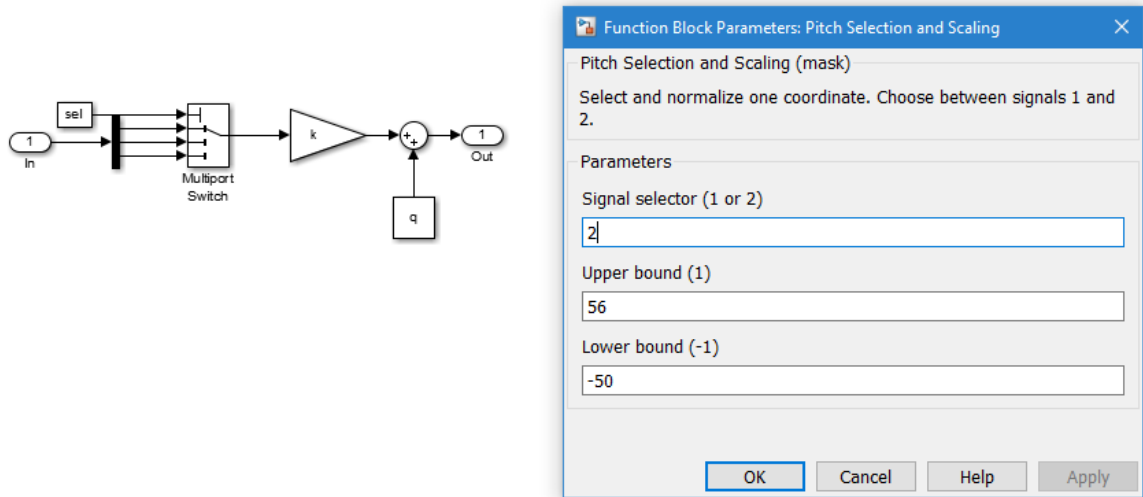 sel
1
In
Multiport
Switch
k
+
+
1
Out
q
Function Block Parameters: Pitch Selection and Scaling
Pitch Selection and Scaling (mask)
Select and normalize one coordinate. Choose between signals 1 and
2.
Parameters
Signal selector (1 or 2)
2
Upper bound (1)
56
Lower bound (-1)
-50
OK
Cancel
Help
Apply